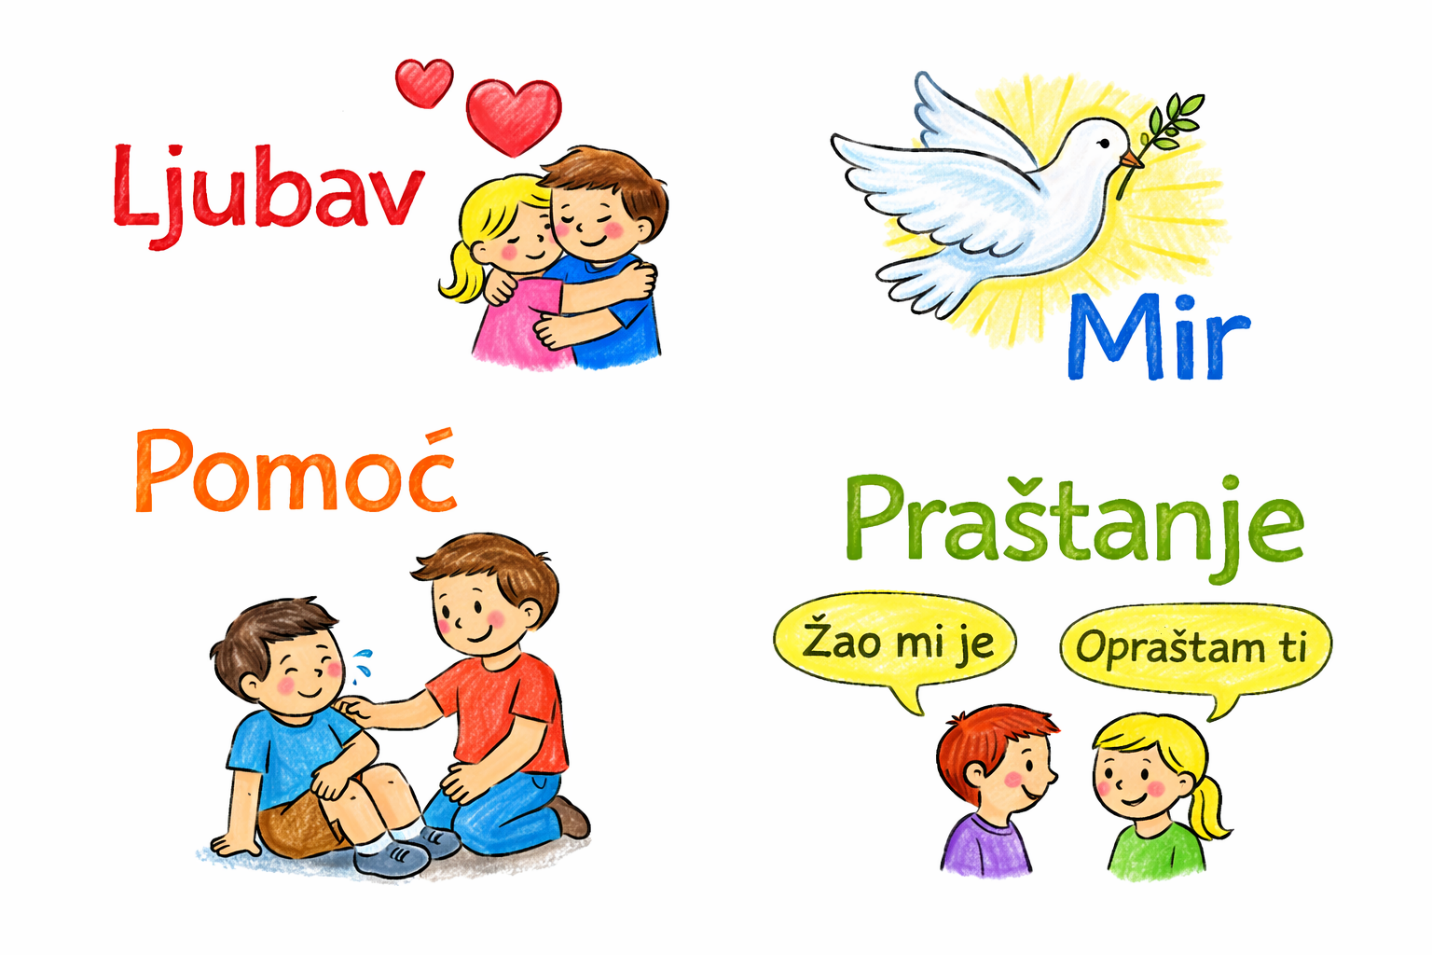 Ljubav
Mir
Pomoć
Praštanje
Žao mi je
Opraštam ti